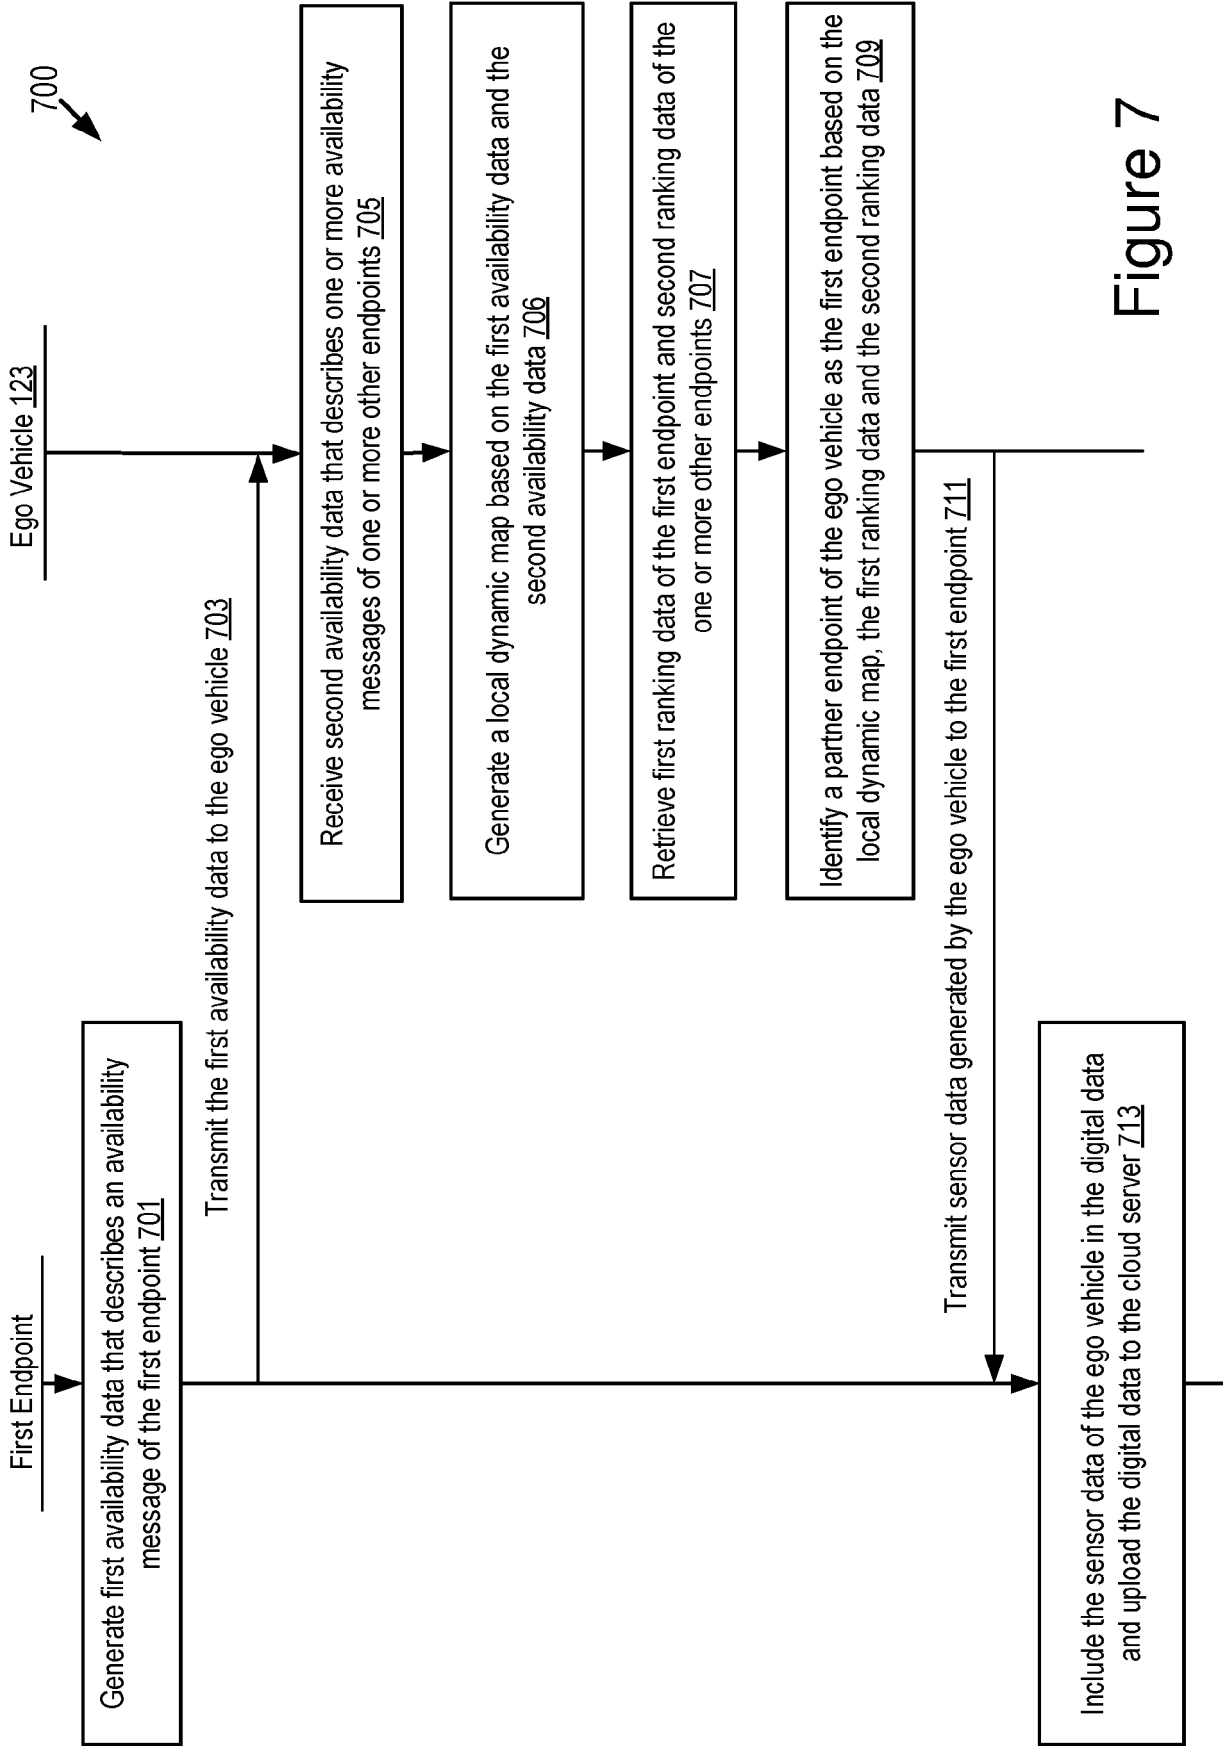 700
First Endpoint
Ego Vehicle 123
Generate first availability data that describes an availability
message of the first endpoint 701
Transmit the first availability data to the ego vehicle 703
Receive second availability data that describes one or more availability
messages of one or more other endpoints 705
Generate a local dynamic map based on the first availability data and the
second availability data 706
Retrieve first ranking data of the first endpoint and second ranking data of the
one or more other endpoints 707
Identify a partner endpoint of the ego vehicle as the first endpoint based on the
local dynamic map, the first ranking data and the second ranking data 709
Transmit sensor data generated by the ego vehicle to the first endpoint 711
Include the sensor data of the ego vehicle in the digital data
and upload the digital data to the cloud server 713
Figure 7